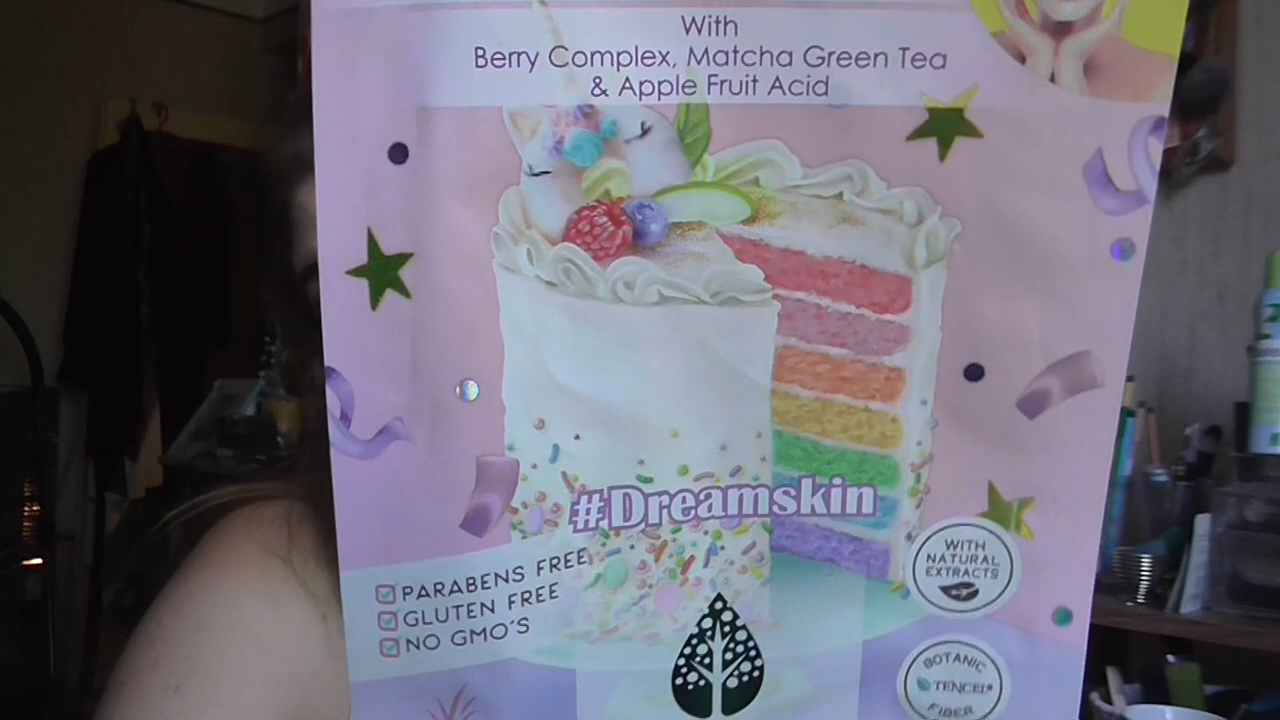 With
Berry Complex, Matcha Green Tea
& Apple Fruit Acid
#Dreamskin
PARABENS FREE
GLUTEN FREE
NO GMO'S
WITH
NATURAL
EXTRACTS
BOTANIC
TENCEL®
FIBER